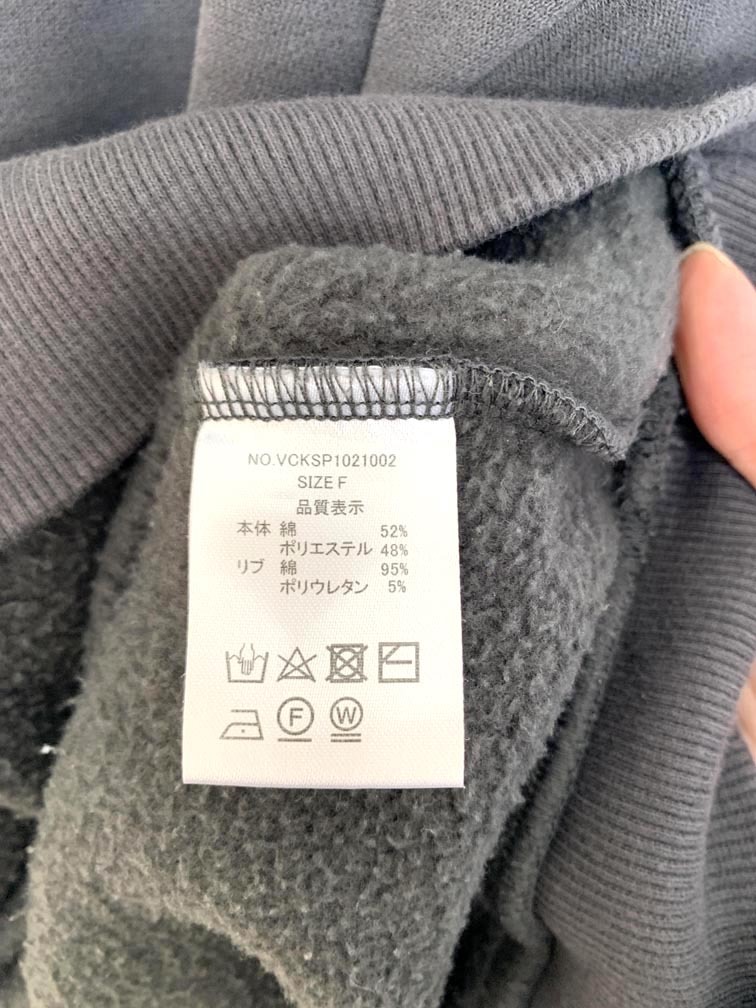 NO.VCKSP1021002
SIZE F
品質表示
本体 綿 52%
ポリエステル 48%
リブ 綿 95%
ポリウレタン 5%
F W